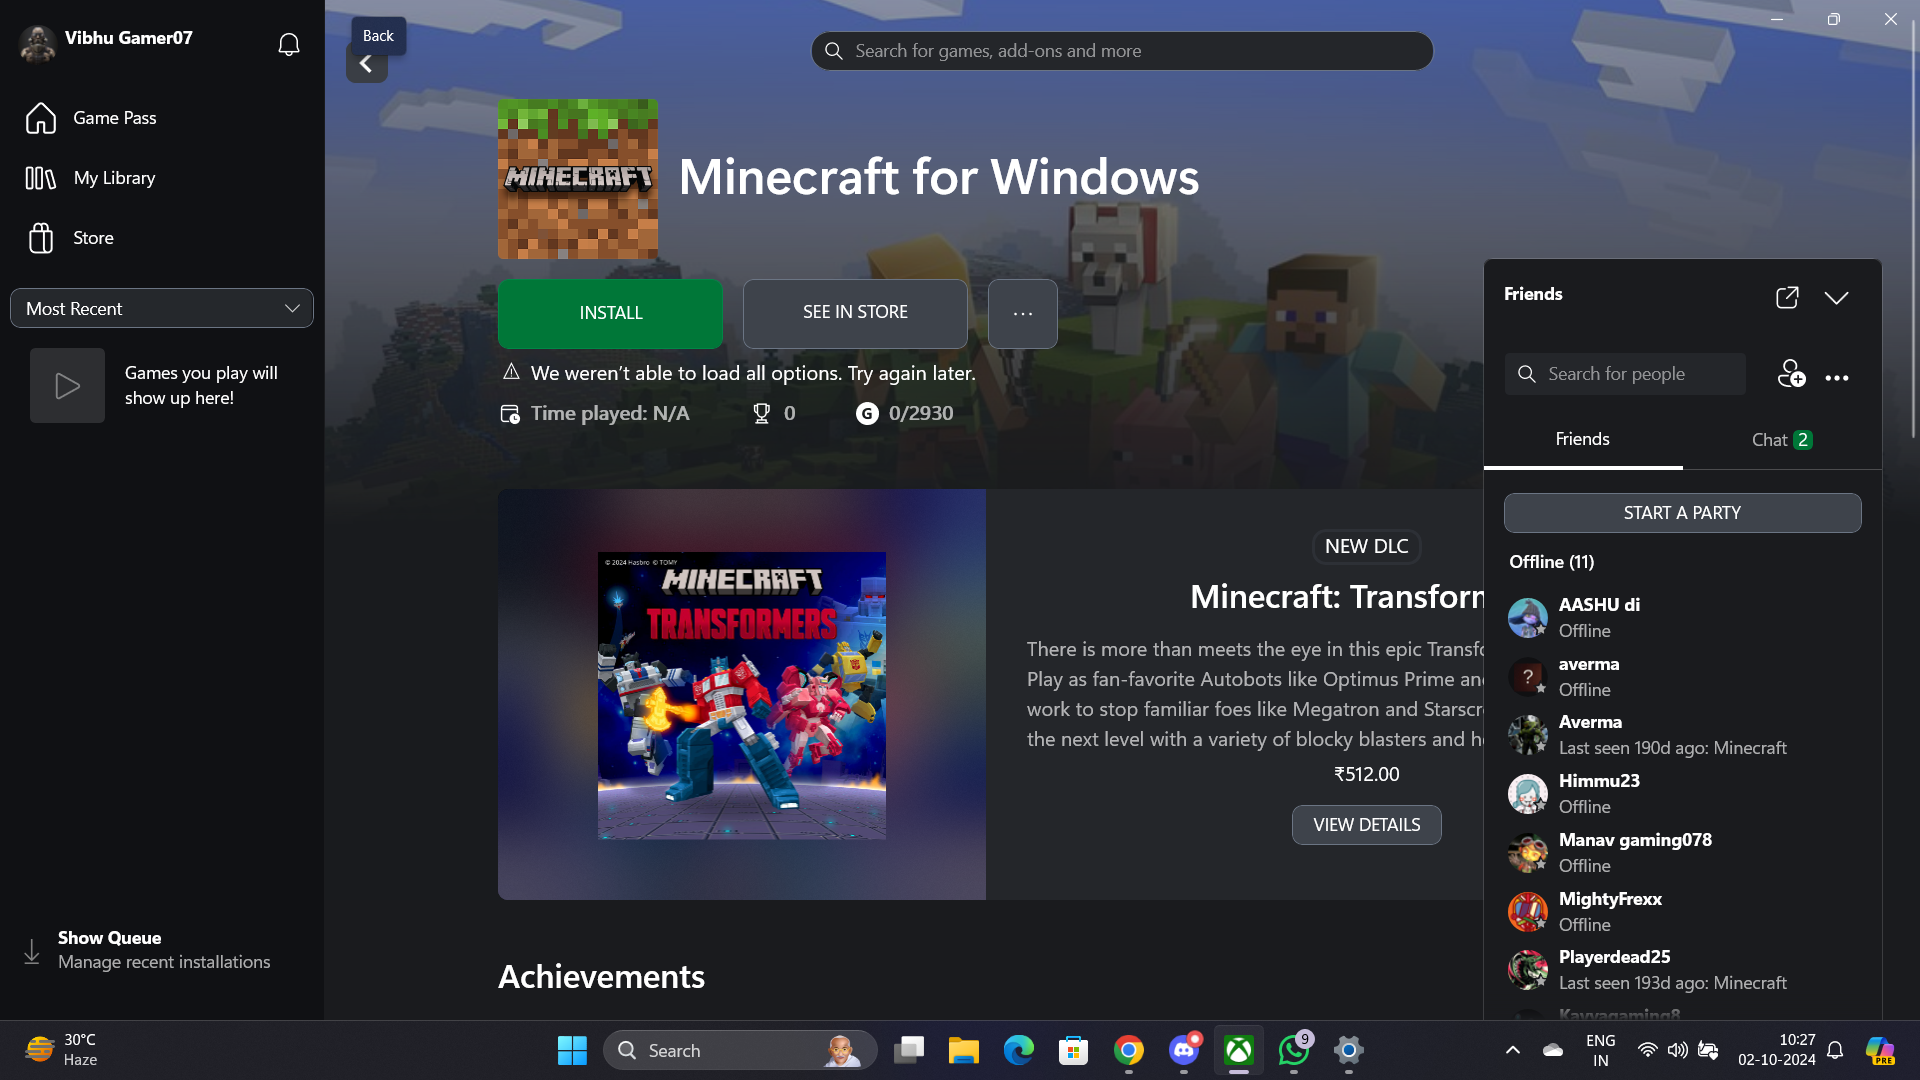 Vibhu Gamer07
Game Pass
My Library
Store
Most Recent
Games you play will
show up here!
Show Queue
Manage recent installations
Back
Search for games, add-ons and more
MINECRAFT
Minecraft for Windows
INSTALL
SEE IN STORE
...
We weren't able to load all options. Try again later.
Time played: N/A
0
G 0/2930
© 2024 Hasbro © TOMY
MINECRAFT
TRANSFORMERS
NEW DLC
Minecraft: Transform
There is more than meets the eye in this epic Transfo
Play as fan-favorite Autobots like Optimus Prime and
work to stop familiar foes like Megatron and Starscr
the next level with a variety of blocky blasters and h
₹512.00
VIEW DETAILS
Achievements
Friends
Search for people
Friends
Chat 2
START A PARTY
Offline (11)
AASHU di
Offline
averma
Offline
Averma
Last seen 190d ago: Minecraft
Himmu23
Offline
Manav gaming078
Offline
MightyFrexx
Offline
Playerdead25
Last seen 193d ago: Minecraft
Kavyagaming8
30°C
Haze
Search
9
ENG
IN
10:27
02-10-2024
PRE